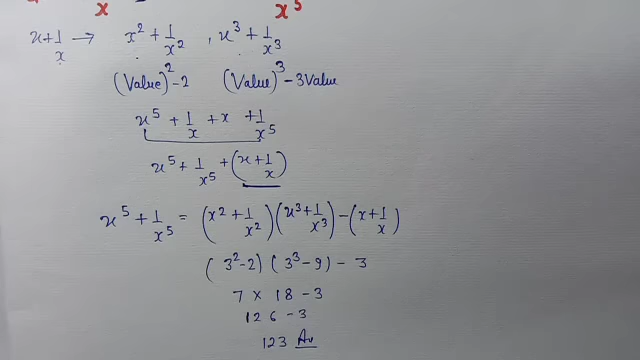 x x⁵
x+1/x → x²+1/x² , x³+1/x³
(Value)²-2 (Value)³-3Value
x⁵+1/x+x+1/x⁵
x⁵+1/x⁵+(x+1/x)
x⁵+1/x⁵=(x²+1/x²)(x³+1/x³)-(x+1/x)
(3²-2)(3³-9)-3
7×18-3
126-3
123 Ans